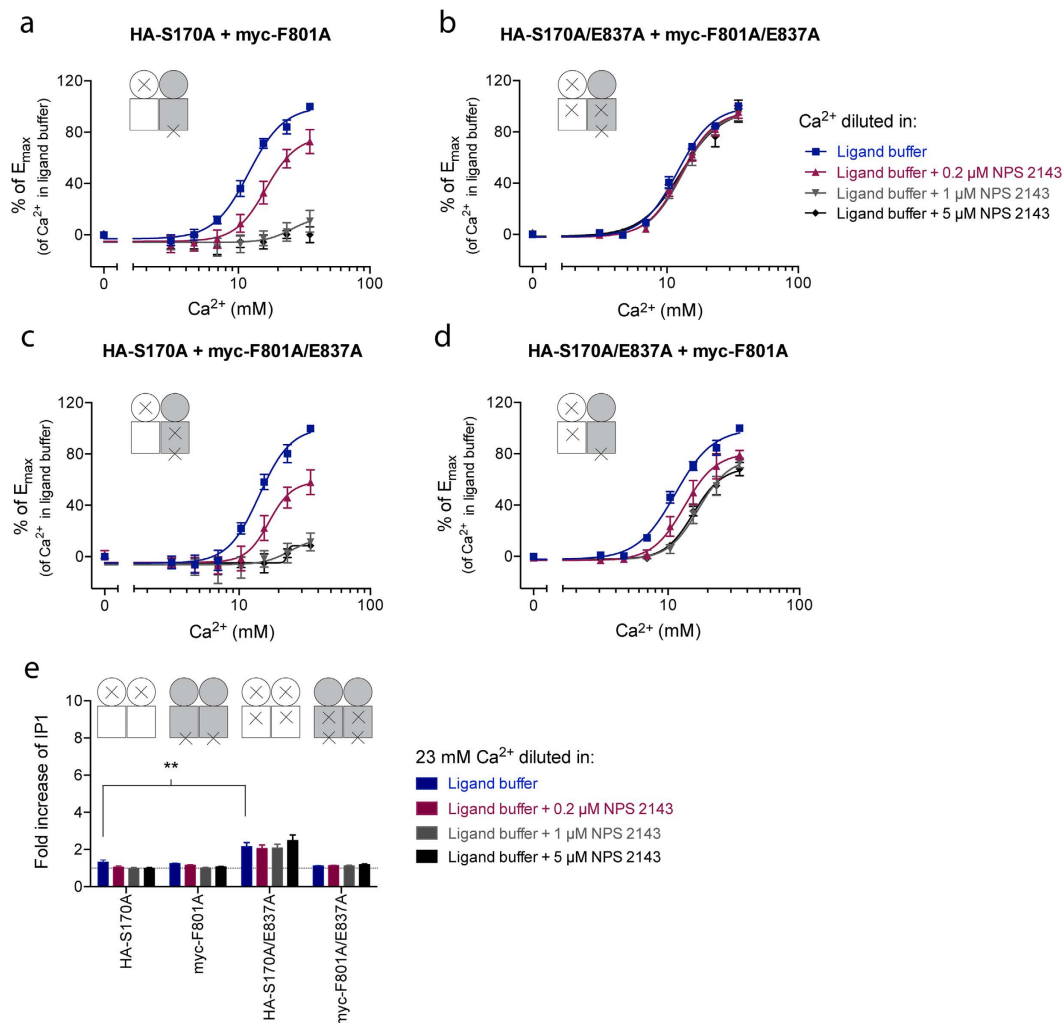 a
HA-S170A + myc-F801A
% of Emax
(of Ca²⁺ in ligand buffer)
120
80
40
0
0
10
100
Ca²⁺ (mM)
b
HA-S170A/E837A + myc-F801A/E837A
% of Emax
(of Ca²⁺ in ligand buffer)
120
80
40
0
0
10
100
Ca²⁺ (mM)
Ca²⁺ diluted in:
Ligand buffer
Ligand buffer + 0.2 µM NPS 2143
Ligand buffer + 1 µM NPS 2143
Ligand buffer + 5 µM NPS 2143
c
HA-S170A + myc-F801A/E837A
% of Emax
(of Ca²⁺ in ligand buffer)
120
80
40
0
0
10
100
Ca²⁺ (mM)
d
HA-S170A/E837A + myc-F801A
% of Emax
(of Ca²⁺ in ligand buffer)
120
80
40
0
0
10
100
Ca²⁺ (mM)
e
Fold increase of IP1
10
8
6
4
2
0
**
HA-S170A
myc-F801A
HA-S170A/E837A
myc-F801A/E837A
23 mM Ca²⁺ diluted in:
Ligand buffer
Ligand buffer + 0.2 µM NPS 2143
Ligand buffer + 1 µM NPS 2143
Ligand buffer + 5 µM NPS 2143